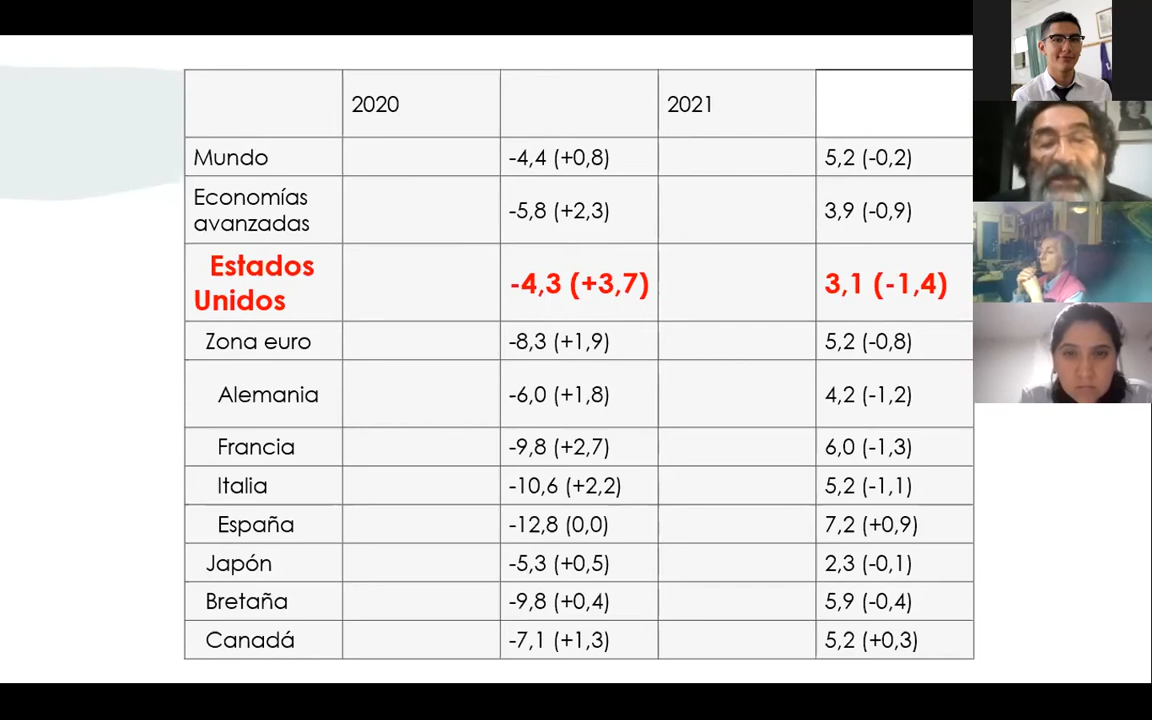 2020 2021
Mundo -4,4 (+0,8) 5,2 (-0,2)
Economías
avanzadas -5,8 (+2,3) 3,9 (-0,9)
Estados
Unidos -4,3 (+3,7) 3,1 (-1,4)
Zona euro -8,3 (+1,9) 5,2 (-0,8)
Alemania -6,0 (+1,8) 4,2 (-1,2)
Francia -9,8 (+2,7) 6,0 (-1,3)
Italia -10,6 (+2,2) 5,2 (-1,1)
España -12,8 (0,0) 7,2 (+0,9)
Japón -5,3 (+0,5) 2,3 (-0,1)
Bretaña -9,8 (+0,4) 5,9 (-0,4)
Canadá -7,1 (+1,3) 5,2 (+0,3)